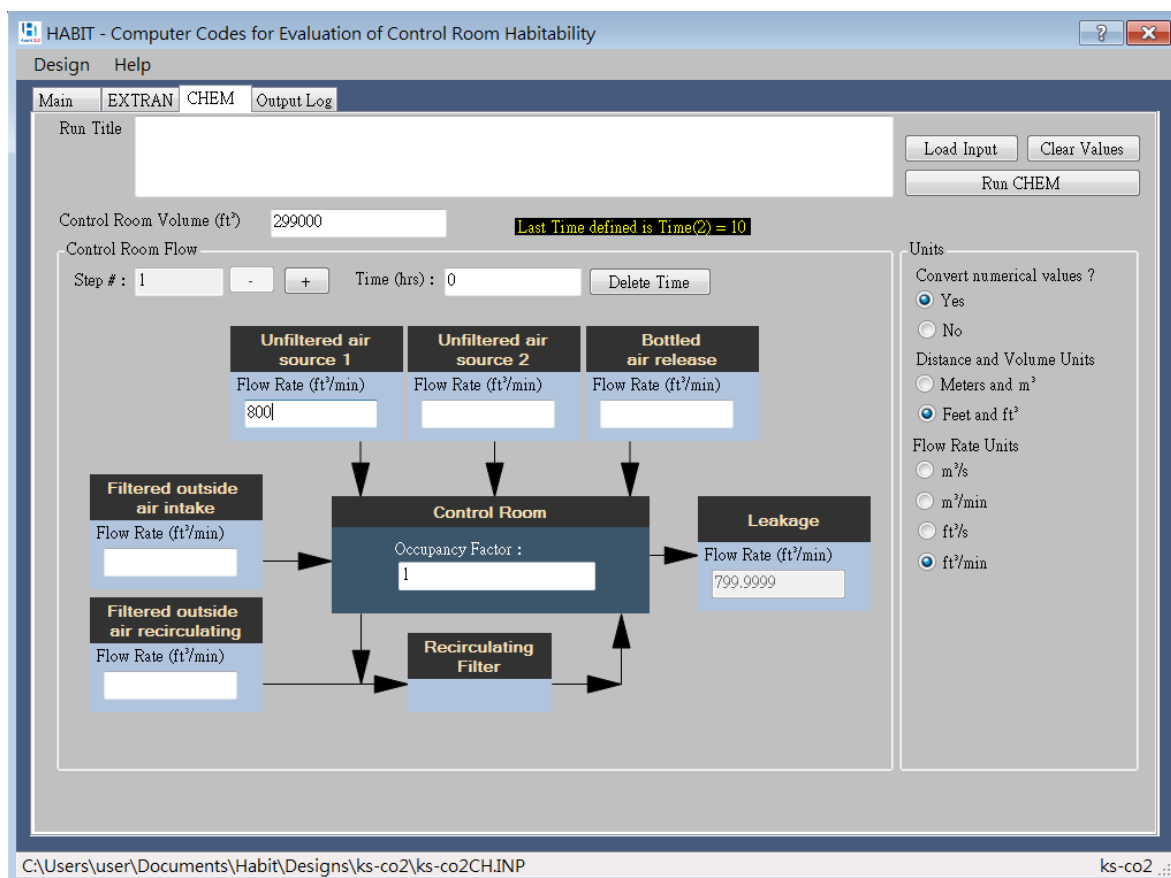 HABIT - Computer Codes for Evaluation of Control Room Habitability
Design Help
Main EXTRAN CHEM Output Log
Run Title
Load Input Clear Values
Run CHEM
Control Room Volume (ft³) 299000
Last Time defined is Time(2) = 10
Control Room Flow
Step # : 1 - + Time (hrs) : 0 Delete Time
Unfiltered air
source 1
Flow Rate (ft³/min)
800
Unfiltered air
source 2
Flow Rate (ft³/min)
Bottled
air release
Flow Rate (ft³/min)
Filtered outside
air intake
Flow Rate (ft³/min)
Control Room
Occupancy Factor :
1
Leakage
Flow Rate (ft³/min)
799.9999
Filtered outside
air recirculating
Flow Rate (ft³/min)
Recirculating
Filter
Units
Convert numerical values ?
Yes
No
Distance and Volume Units
Meters and m³
Feet and ft³
Flow Rate Units
m³/s
m³/min
ft³/s
ft³/min
C:\Users\user\Documents\Habit\Designs\ks-co2\ks-co2CH.INP ks-co2